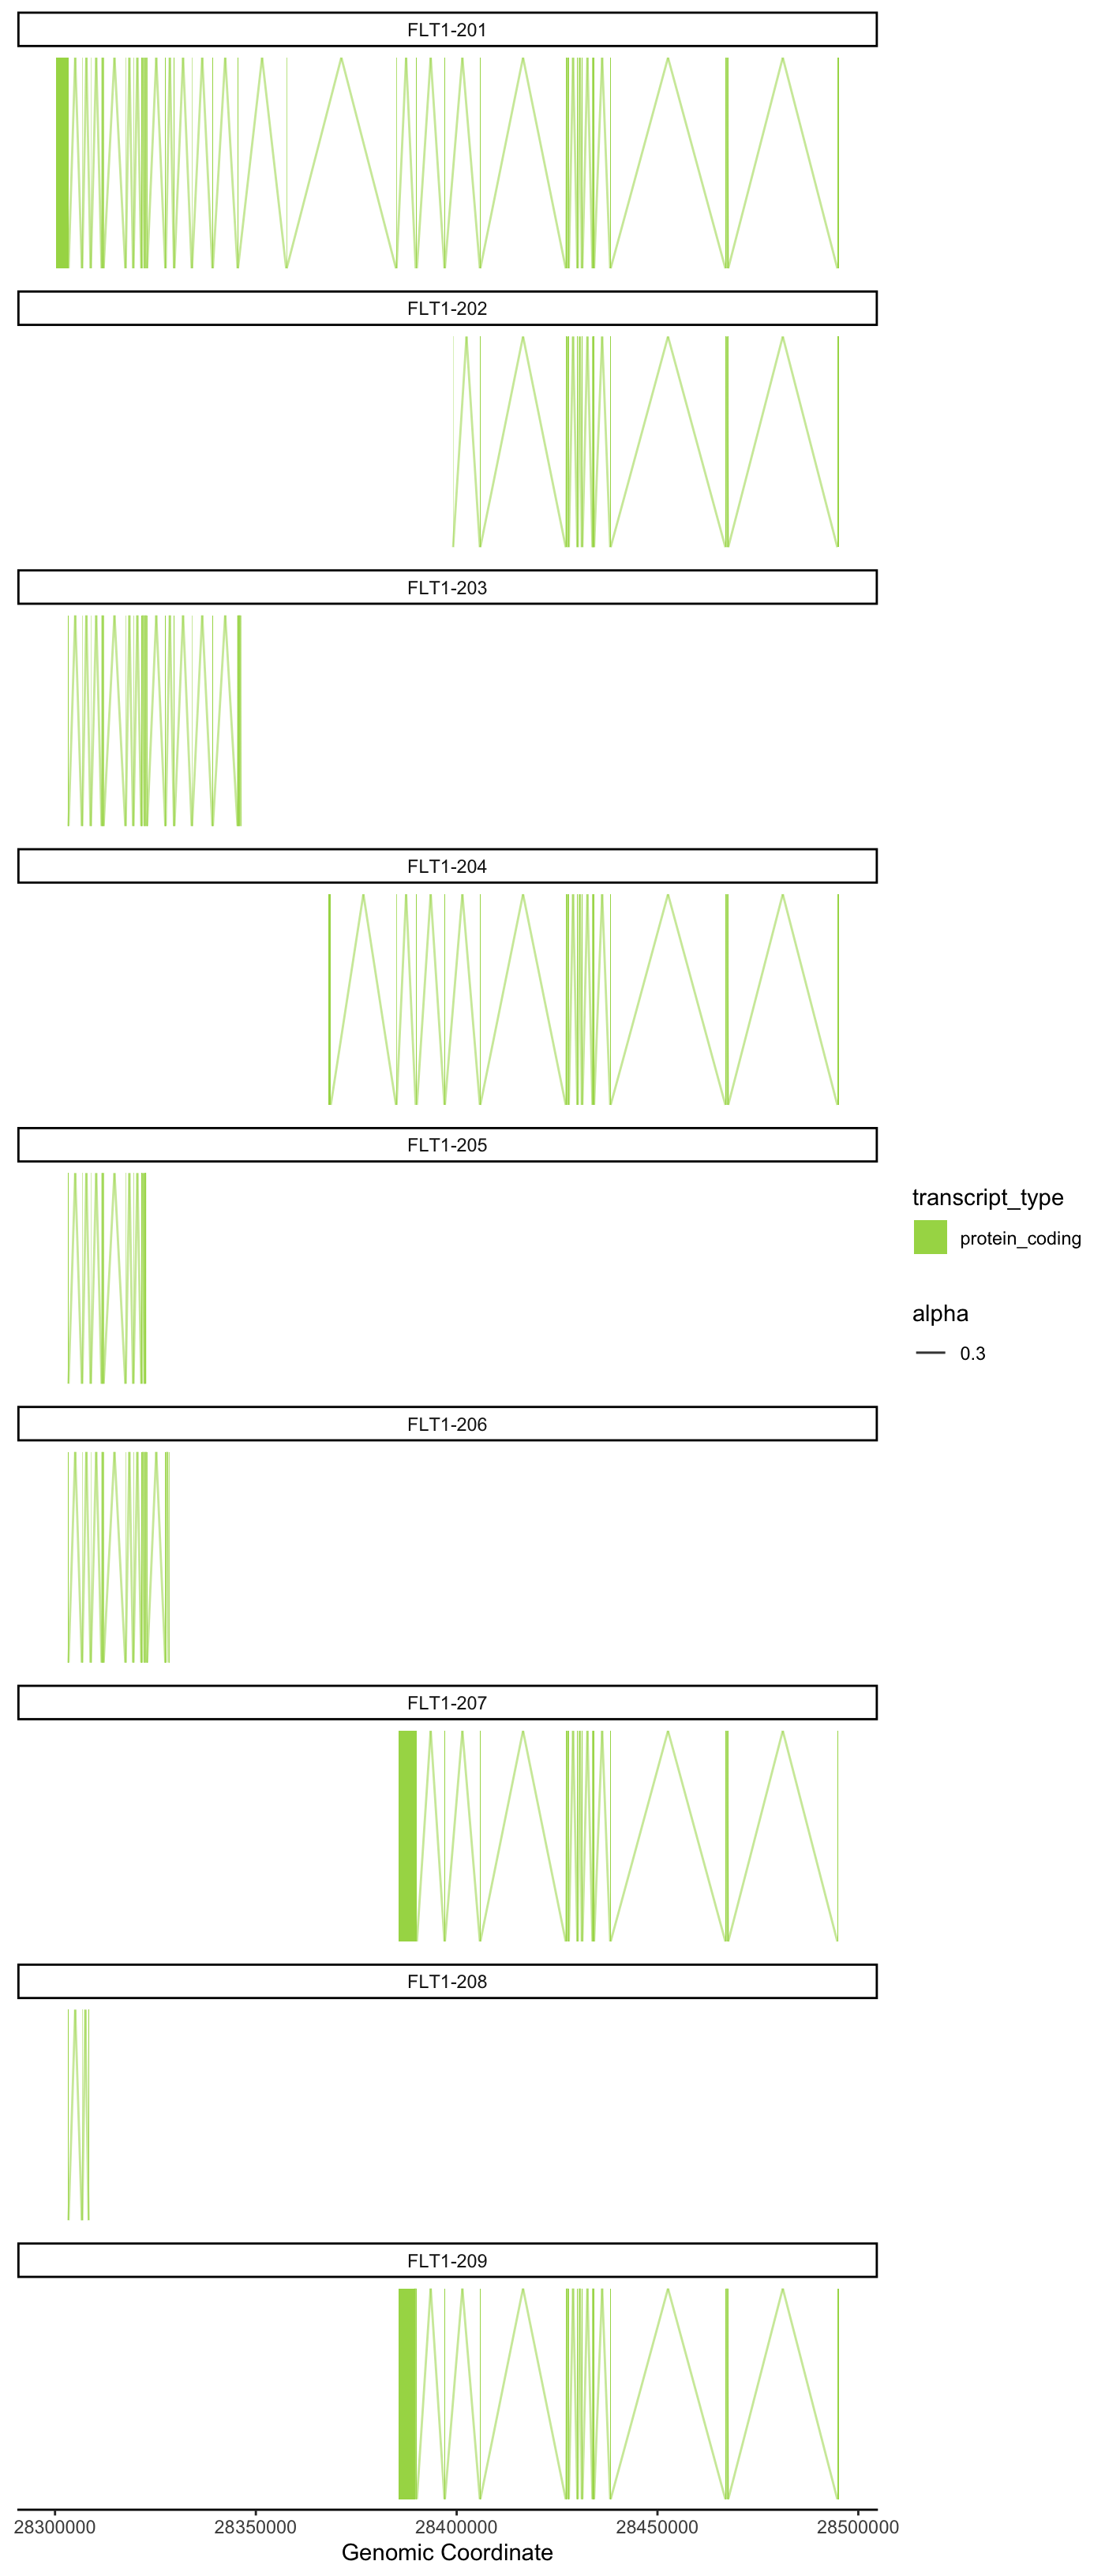 FLT1-201
FLT1-202
FLT1-203
FLT1-204
FLT1-205
FLT1-206
FLT1-207
FLT1-208
FLT1-209
28300000 28350000 28400000 28450000 28500000
Genomic Coordinate
transcript_type
protein_coding
alpha
0.3